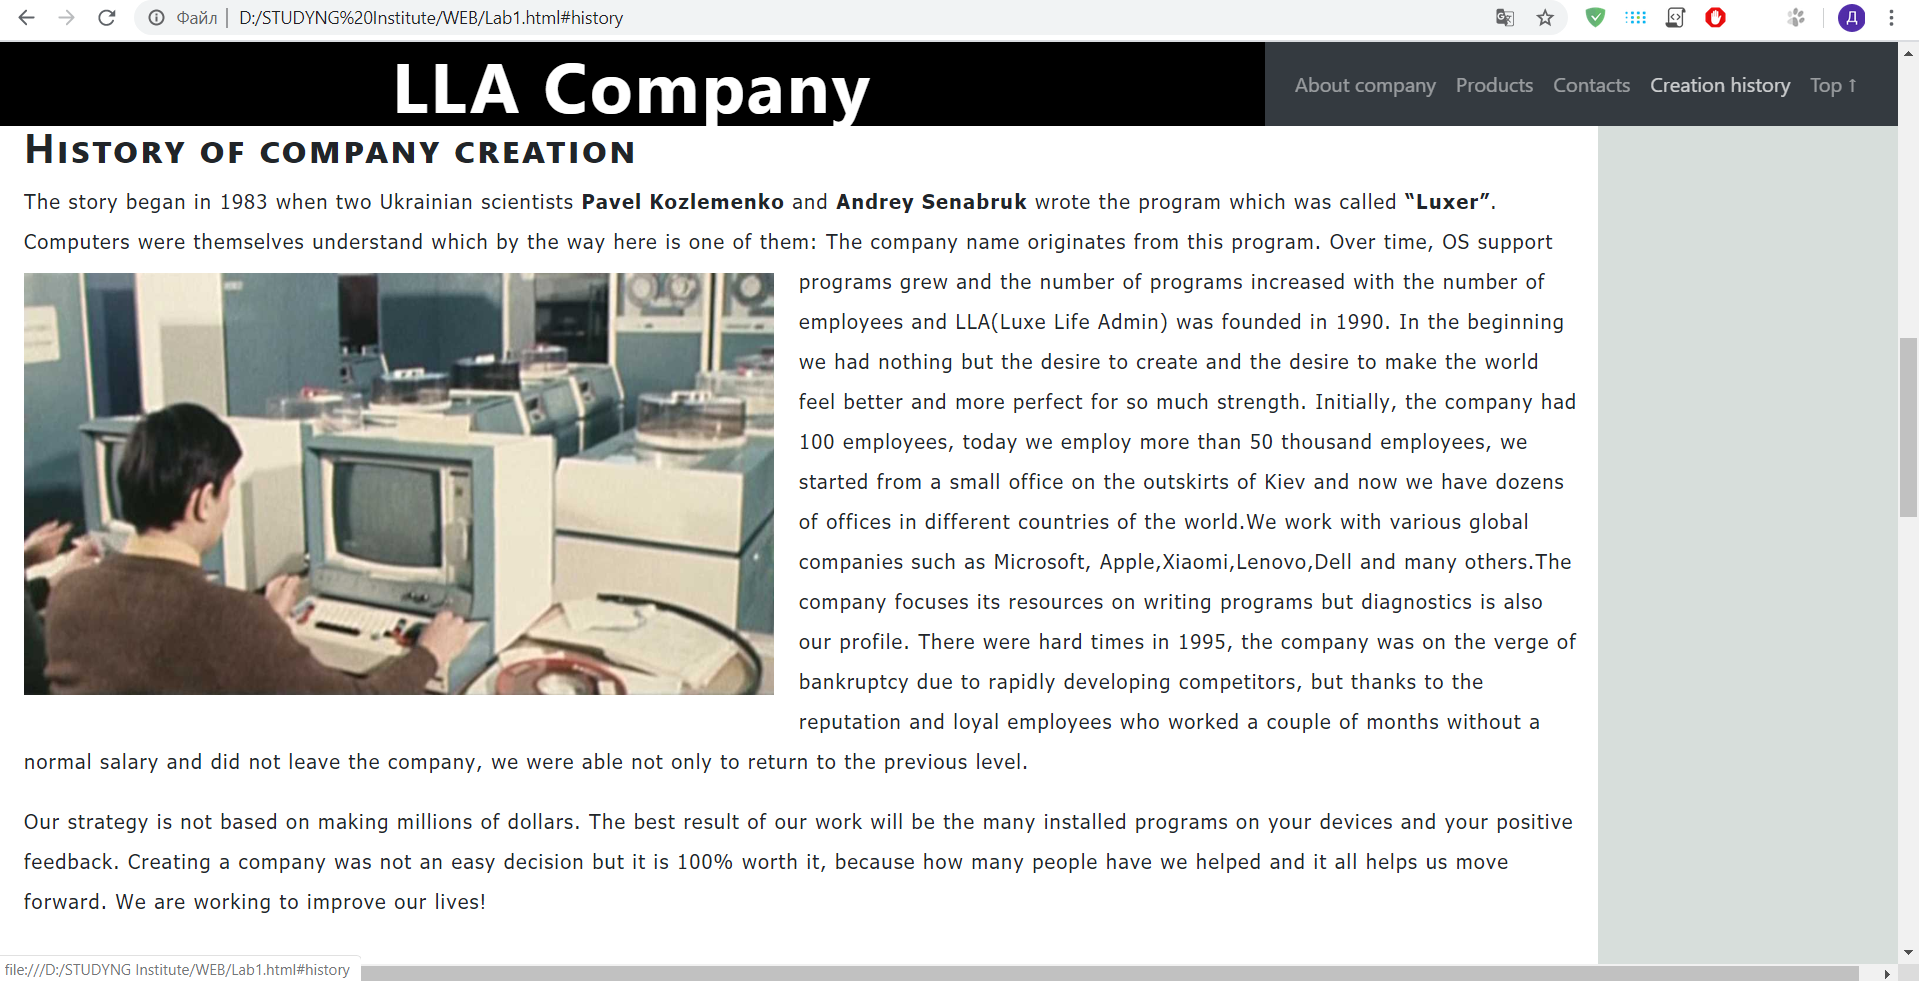 Файл
D:/STUDYNG%20Institute/WEB/Lab1.html#history
Д
LLA Company
About company Products Contacts Creation history Top ↑
History of company creation
The story began in 1983 when two Ukrainian scientists Pavel Kozlemenko and Andrey Senabruk wrote the program which was called “Luxer”.
Computers were themselves understand which by the way here is one of them: The company name originates from this program. Over time, OS support
programs grew and the number of programs increased with the number of
employees and LLA(Luxe Life Admin) was founded in 1990. In the beginning
we had nothing but the desire to create and the desire to make the world
feel better and more perfect for so much strength. Initially, the company had
100 employees, today we employ more than 50 thousand employees, we
started from a small office on the outskirts of Kiev and now we have dozens
of offices in different countries of the world.We work with various global
companies such as Microsoft, Apple,Xiaomi,Lenovo,Dell and many others.The
company focuses its resources on writing programs but diagnostics is also
our profile. There were hard times in 1995, the company was on the verge of
bankruptcy due to rapidly developing competitors, but thanks to the
reputation and loyal employees who worked a couple of months without a
normal salary and did not leave the company, we were able not only to return to the previous level.
Our strategy is not based on making millions of dollars. The best result of our work will be the many installed programs on your devices and your positive
feedback. Creating a company was not an easy decision but it is 100% worth it, because how many people have we helped and it all helps us move
forward. We are working to improve our lives!
file:///D:/STUDYNG Institute/WEB/Lab1.html#history